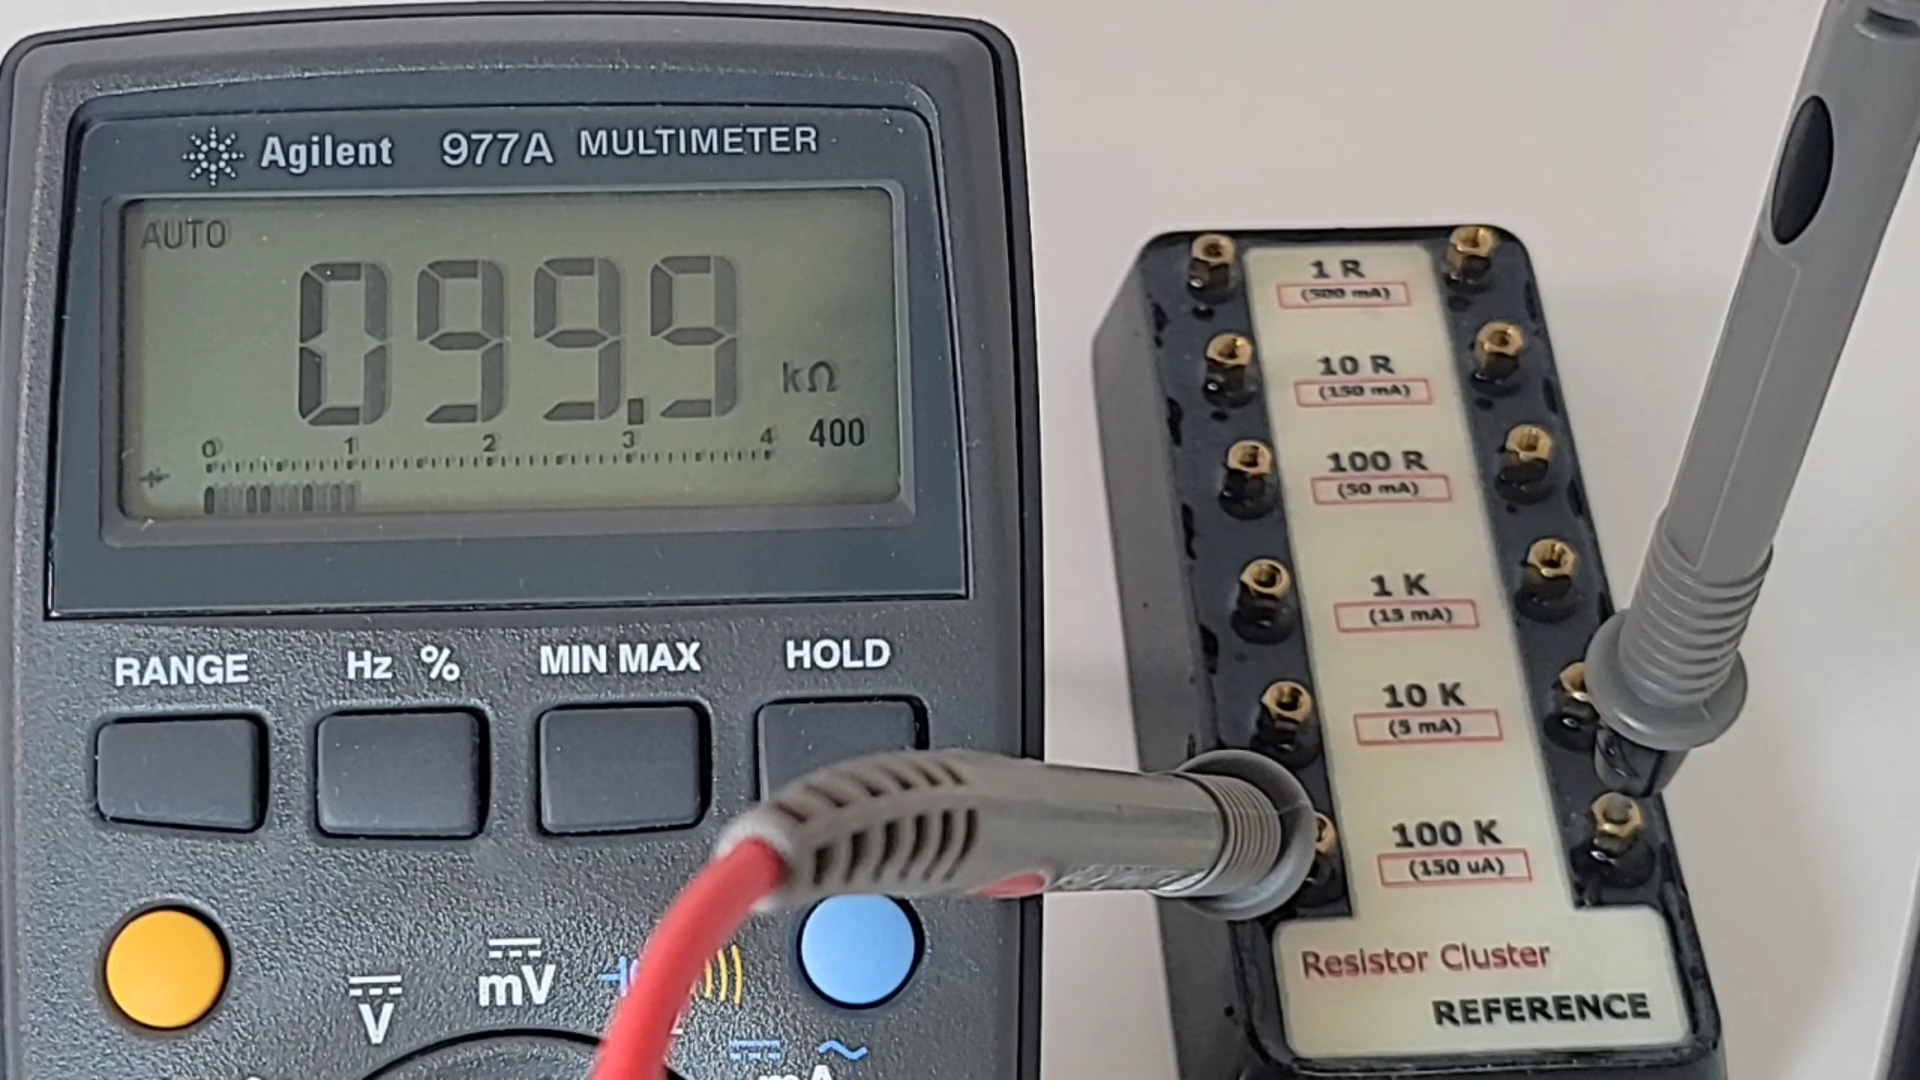 Agilent 977A MULTIMETER
AUTO
099.9 kΩ
0 1 2 3 4 400
RANGE Hz % MIN MAX HOLD
V mV
mA
1 R
(500 mA)
10 R
(150 mA)
100 R
(50 mA)
1 K
(15 mA)
10 K
(5 mA)
100 K
(150 uA)
Resistor Cluster
REFERENCE